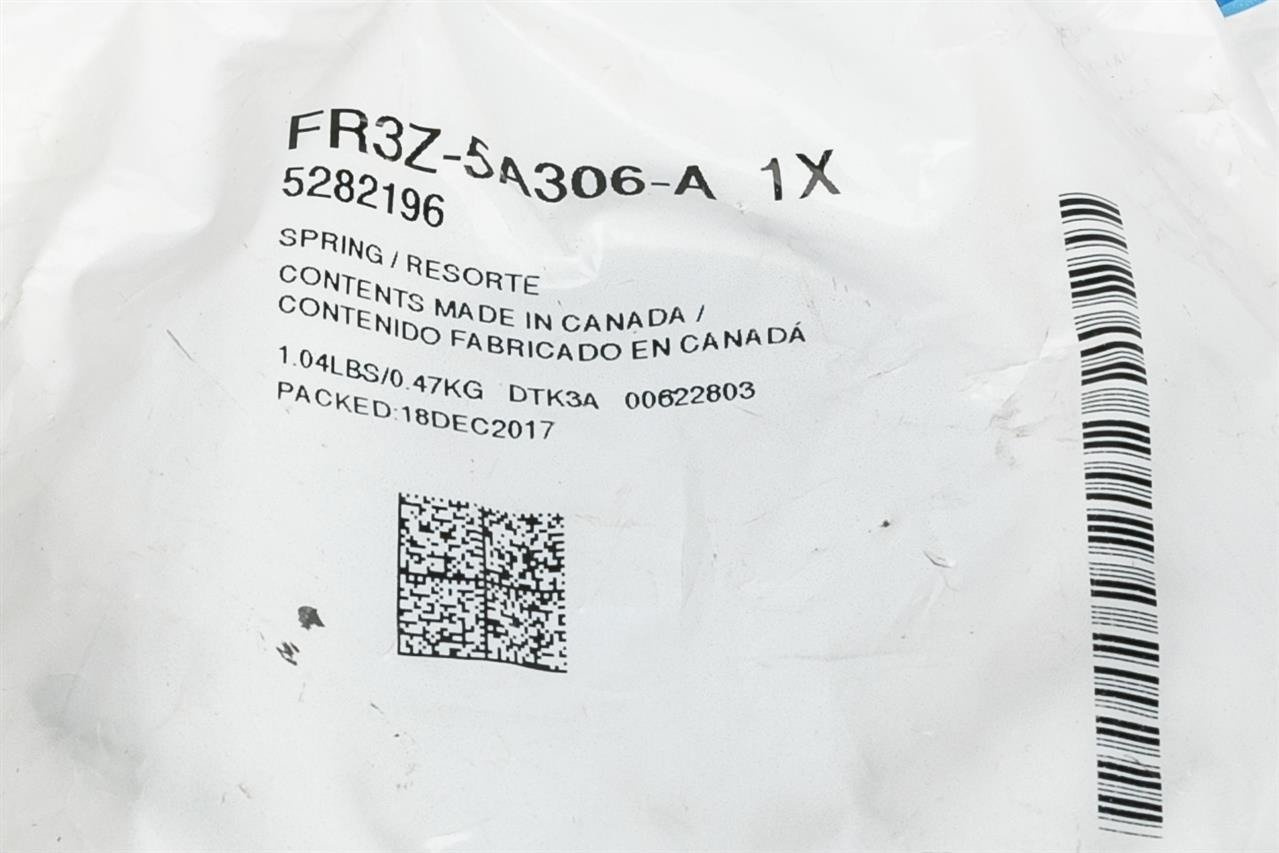 FR3Z-5A306-A 1X
5282196
SPRING / RESORTE
CONTENTS MADE IN CANADA /
CONTENIDO FABRICADO EN CANADÁ
1.04LBS/0.47KG DTK3A 00622803
PACKED:18DEC2017